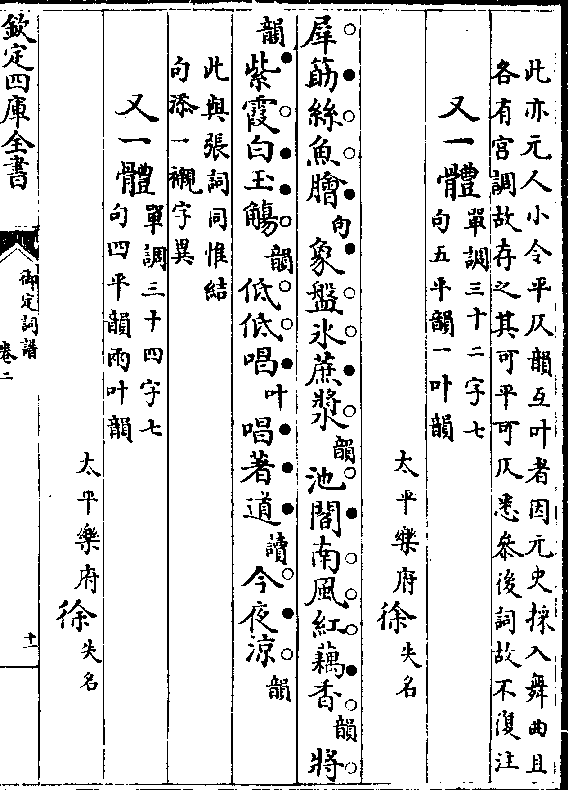 此亦元人小令平仄韻互叶者因元史採入舞曲且
各有宫調故存之其可平可仄悉參後詞故不復注
又一體
單調三十二字七
句五平韻一叶韻
太平樂府徐失名
犀筯絲魚膾句象盤氷蔗漿韻池閣南風紅藕香韻將
韻紫霞白玉觴韻低低唱叶唱著道讀今夜涼韻
此與張詞同惟結
句添一襯字異
又一體
單調三十四字七
句四平韻兩叶韻
太平樂府徐失名
欽定四庫全書
御定詞譜
卷二
十一